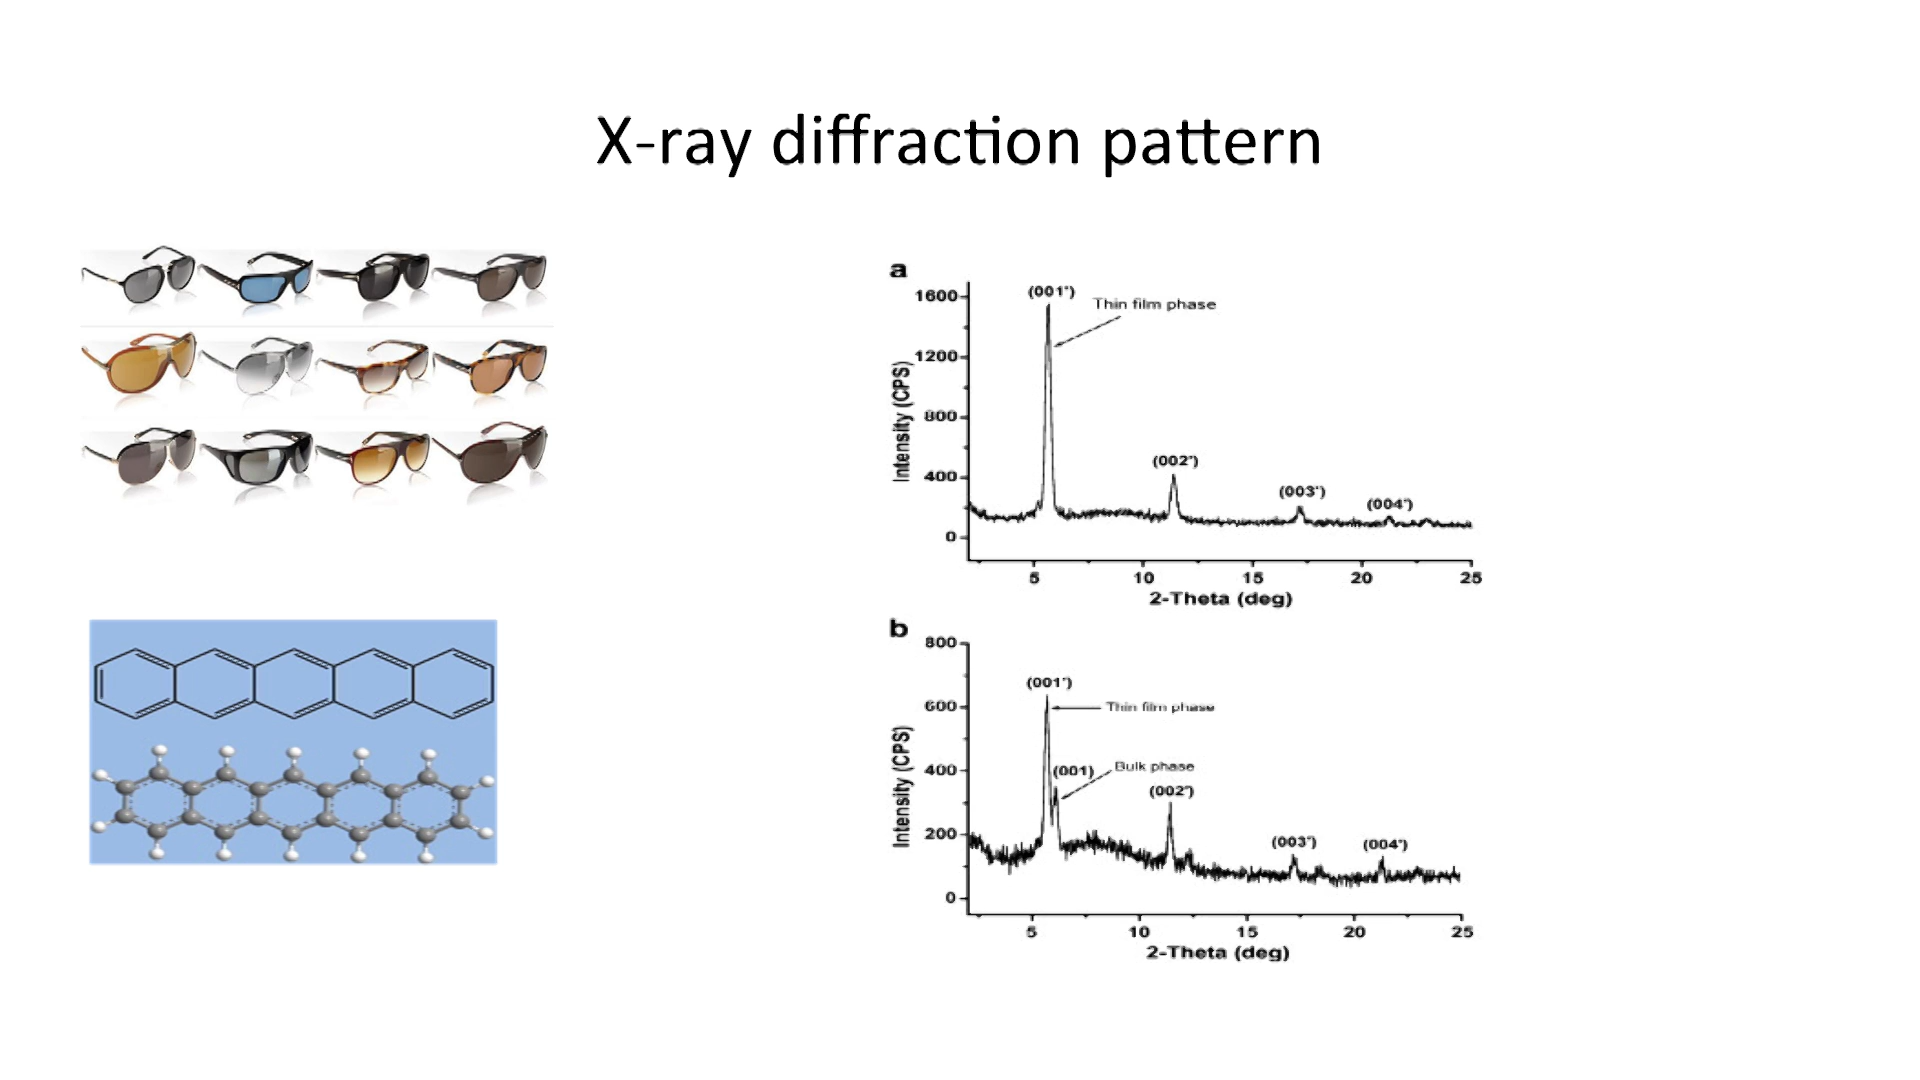 X-ray diffraction pattern
a
(001*)
Thin film phase
1600
1200
800
400
0
Intensity (CPS)
(002*)
(003*)
(004*)
5 10 15 20 25
2-Theta (deg)
b
800
600
400
200
0
Intensity (CPS)
(001*)
Thin film phase
(001)
Bulk phase
(002*)
(003*)
(004*)
5 10 15 20 25
2-Theta (deg)